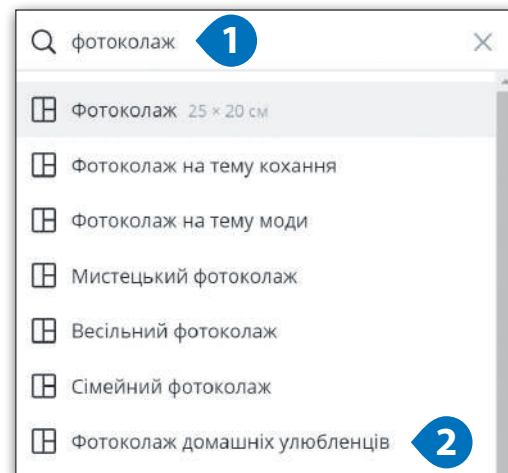 фотоколаж 1
Фотоколаж 25 × 20 см
Фотоколаж на тему кохання
Фотоколаж на тему моди
Мистецький фотоколаж
Весільний фотоколаж
Сімейний фотоколаж
Фотоколаж домашніх улюбленців 2